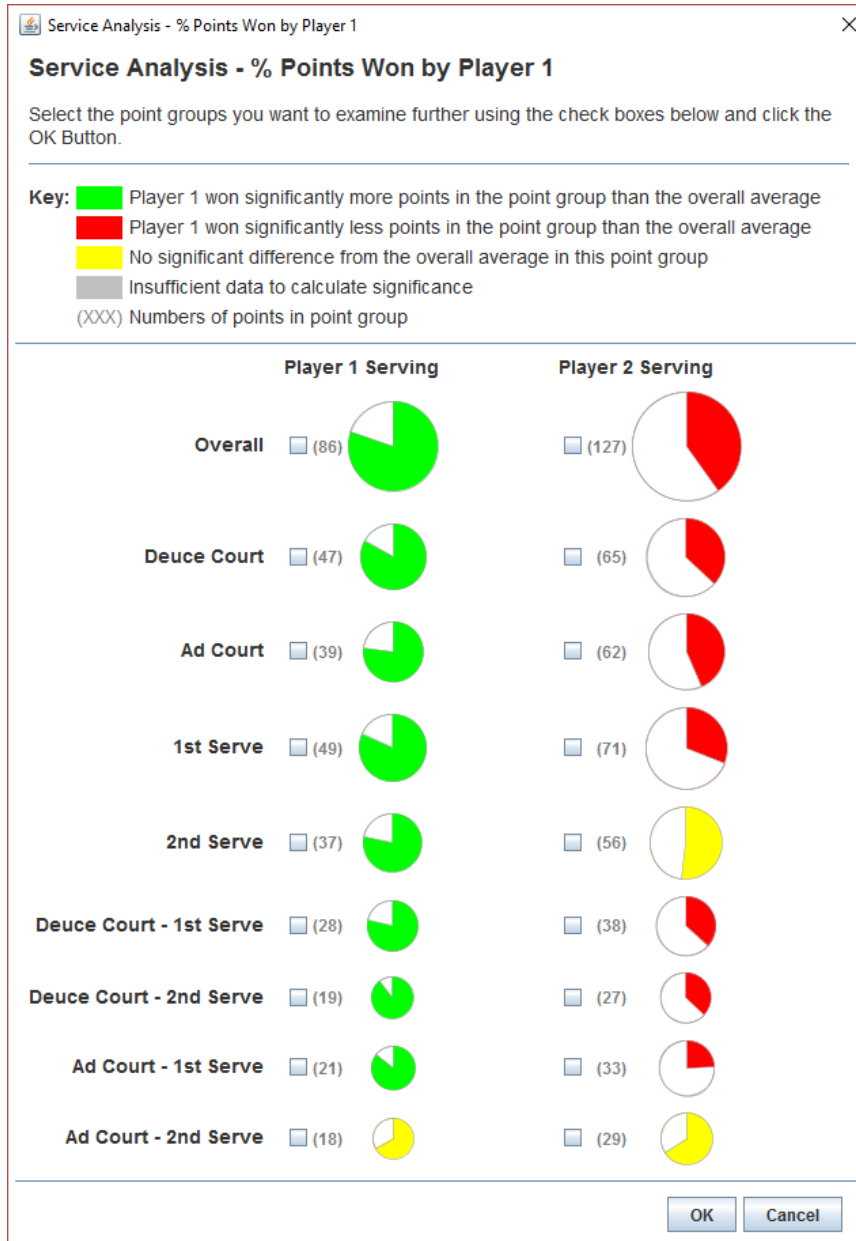 Service Analysis - % Points Won by Player 1
Service Analysis - % Points Won by Player 1
Select the point groups you want to examine further using the check boxes below and click the
OK Button.
Key: Player 1 won significantly more points in the point group than the overall average
Player 1 won significantly less points in the point group than the overall average
No significant difference from the overall average in this point group
Insufficient data to calculate significance
(XXX) Numbers of points in point group
Player 1 Serving Player 2 Serving
Overall (86) (127)
Deuce Court (47) (65)
Ad Court (39) (62)
1st Serve (49) (71)
2nd Serve (37) (56)
Deuce Court - 1st Serve (28) (38)
Deuce Court - 2nd Serve (19) (27)
Ad Court - 1st Serve (21) (33)
Ad Court - 2nd Serve (18) (29)
OK Cancel